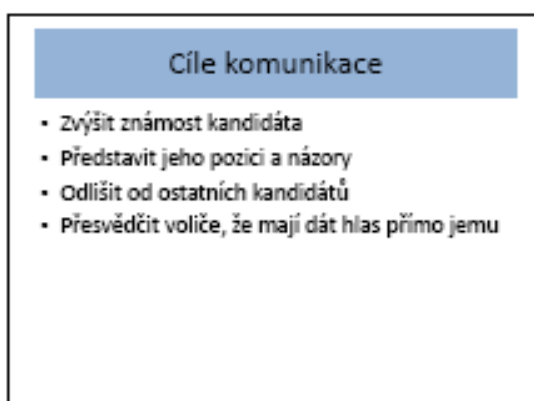 Cíle komunikace
▪ Zvýšit známost kandidáta
▪ Představit jeho pozici a názory
▪ Odlišit od ostatních kandidátů
▪ Přesvědčit voliče, že mají dát hlas přímo jemu